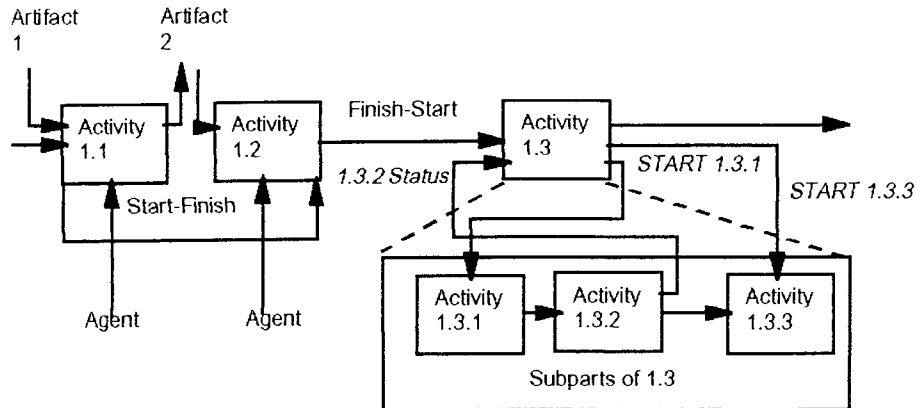 Artifact
1
Artifact
2
Activity
1.1
Activity
1.2
Finish-Start
Activity
1.3
1.3.2 Status
START 1.3.1
START 1.3.3
Start-Finish
Agent
Agent
Activity
1.3.1
Activity
1.3.2
Activity
1.3.3
Subparts of 1.3